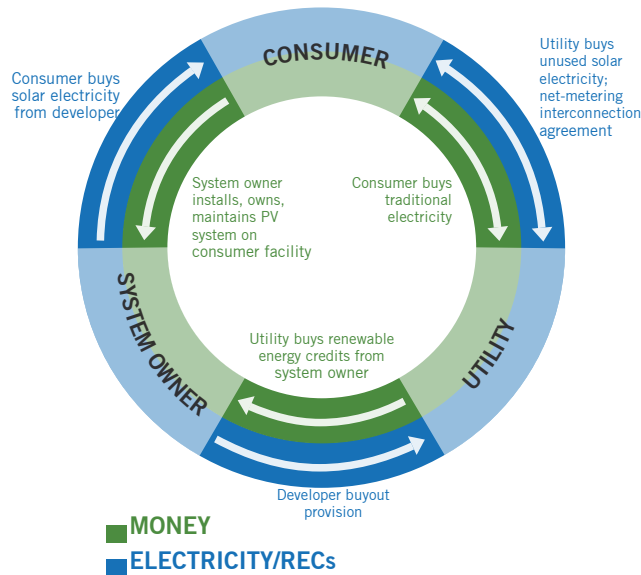 CONSUMER
Consumer buys
solar electricity
from developer
Utility buys
unused solar
electricity;
net-metering
interconnection
agreement
System owner
installs, owns,
maintains PV
system on
consumer facility
Consumer buys
traditional
electricity
SYSTEM OWNER
UTILITY
Utility buys renewable
energy credits from
system owner
Developer buyout
provision
MONEY
ELECTRICITY/RECs